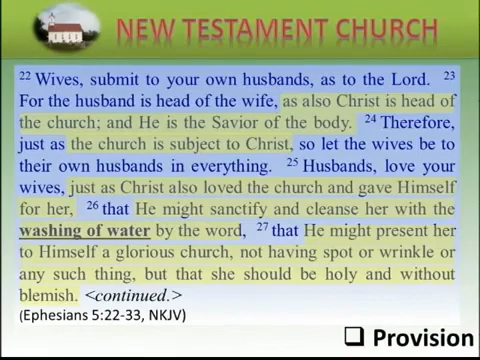 NEW TESTAMENT CHURCH
22 Wives, submit to your own husbands, as to the Lord. 23
For the husband is head of the wife, as also Christ is head of
the church; and He is the Savior of the body. 24 Therefore,
just as the church is subject to Christ, so let the wives be to
their own husbands in everything. 25 Husbands, love your
wives, just as Christ also loved the church and gave Himself
for her, 26 that He might sanctify and cleanse her with the
washing of water by the word, 27 that He might present her
to Himself a glorious church, not having spot or wrinkle or
any such thing, but that she should be holy and without
blemish. <continued.>
(Ephesians 5:22-33, NKJV)
❑ Provision